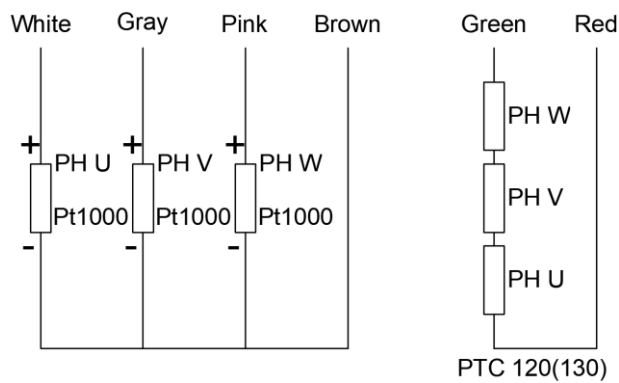 White Gray Pink Brown Green Red
+ + +
PH U PH V PH W
Pt1000 Pt1000 Pt1000
- - -
PH W
PH V
PH U
PTC 120(130)